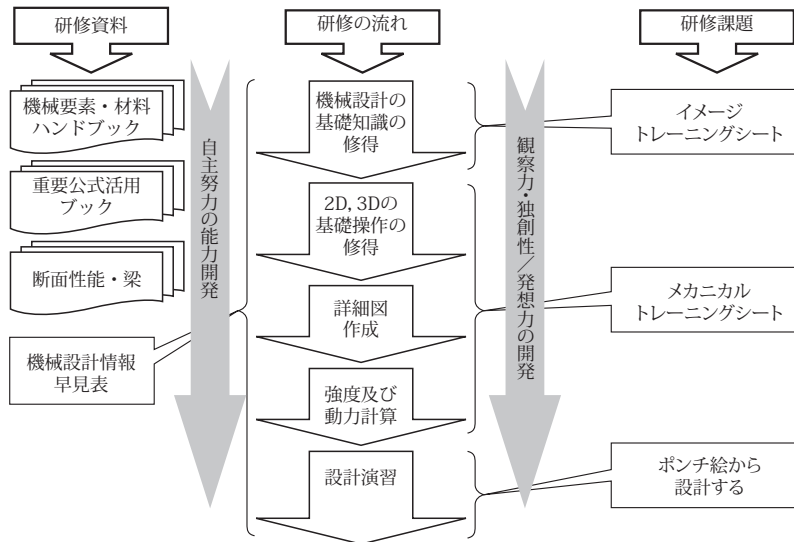 研修資料
研修の流れ
研修課題
機械要素・材料
ハンドブック
重要公式活用
ブック
断面性能・梁
機械設計情報
早見表
自主努力の能力開発
機械設計の
基礎知識の
修得
2D, 3Dの
基礎操作の
修得
詳細図
作成
強度及び
動力計算
設計演習
観察力・独創性／発想力の開発
イメージ
トレーニングシート
メカニカル
トレーニングシート
ポンチ絵から
設計する